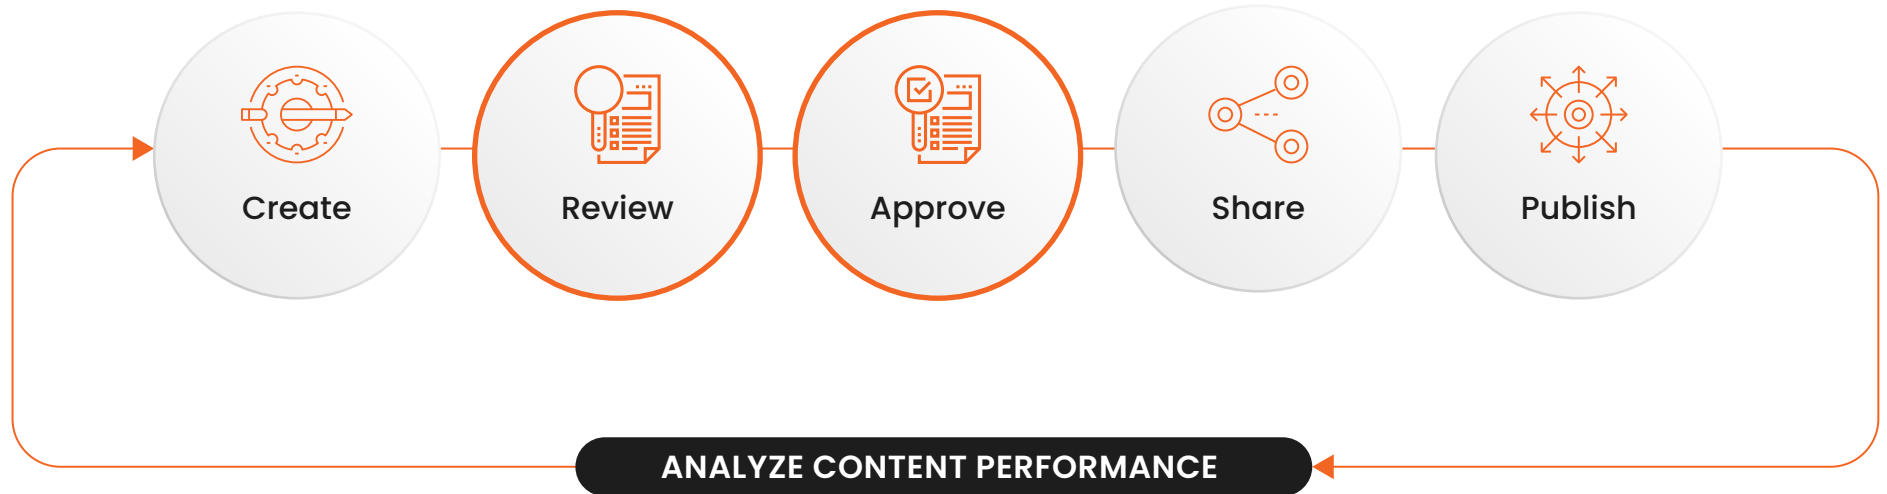 Create
Review
Approve
Share
Publish
ANALYZE CONTENT PERFORMANCE